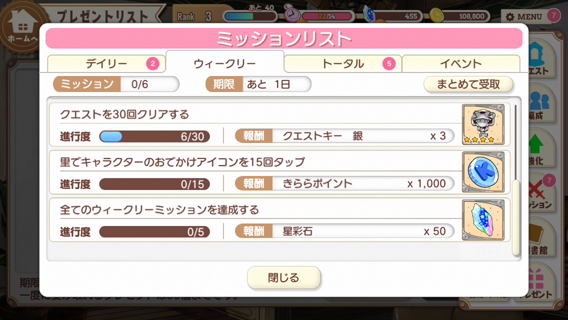 プレゼントリスト
ホームへ
Rank 3
あと 40
455
108,800
MENU
7
ミッションリスト
デイリー 2
ウィークリー
トータル 5
イベント
ミッション 0/6
期限 あと 1日
まとめて受取
クエストを30回クリアする
進行度 6/30 報酬 クエストキー 銀 x 3
里でキャラクターのおでかけアイコンを15回タップ
進行度 0/15 報酬 きららポイント x 1,000
全てのウィークリーミッションを達成する
進行度 0/5 報酬 星彩石 x 50
閉じる
エスト
編成
強化
7
ッション
書館
7
ゼント
期限